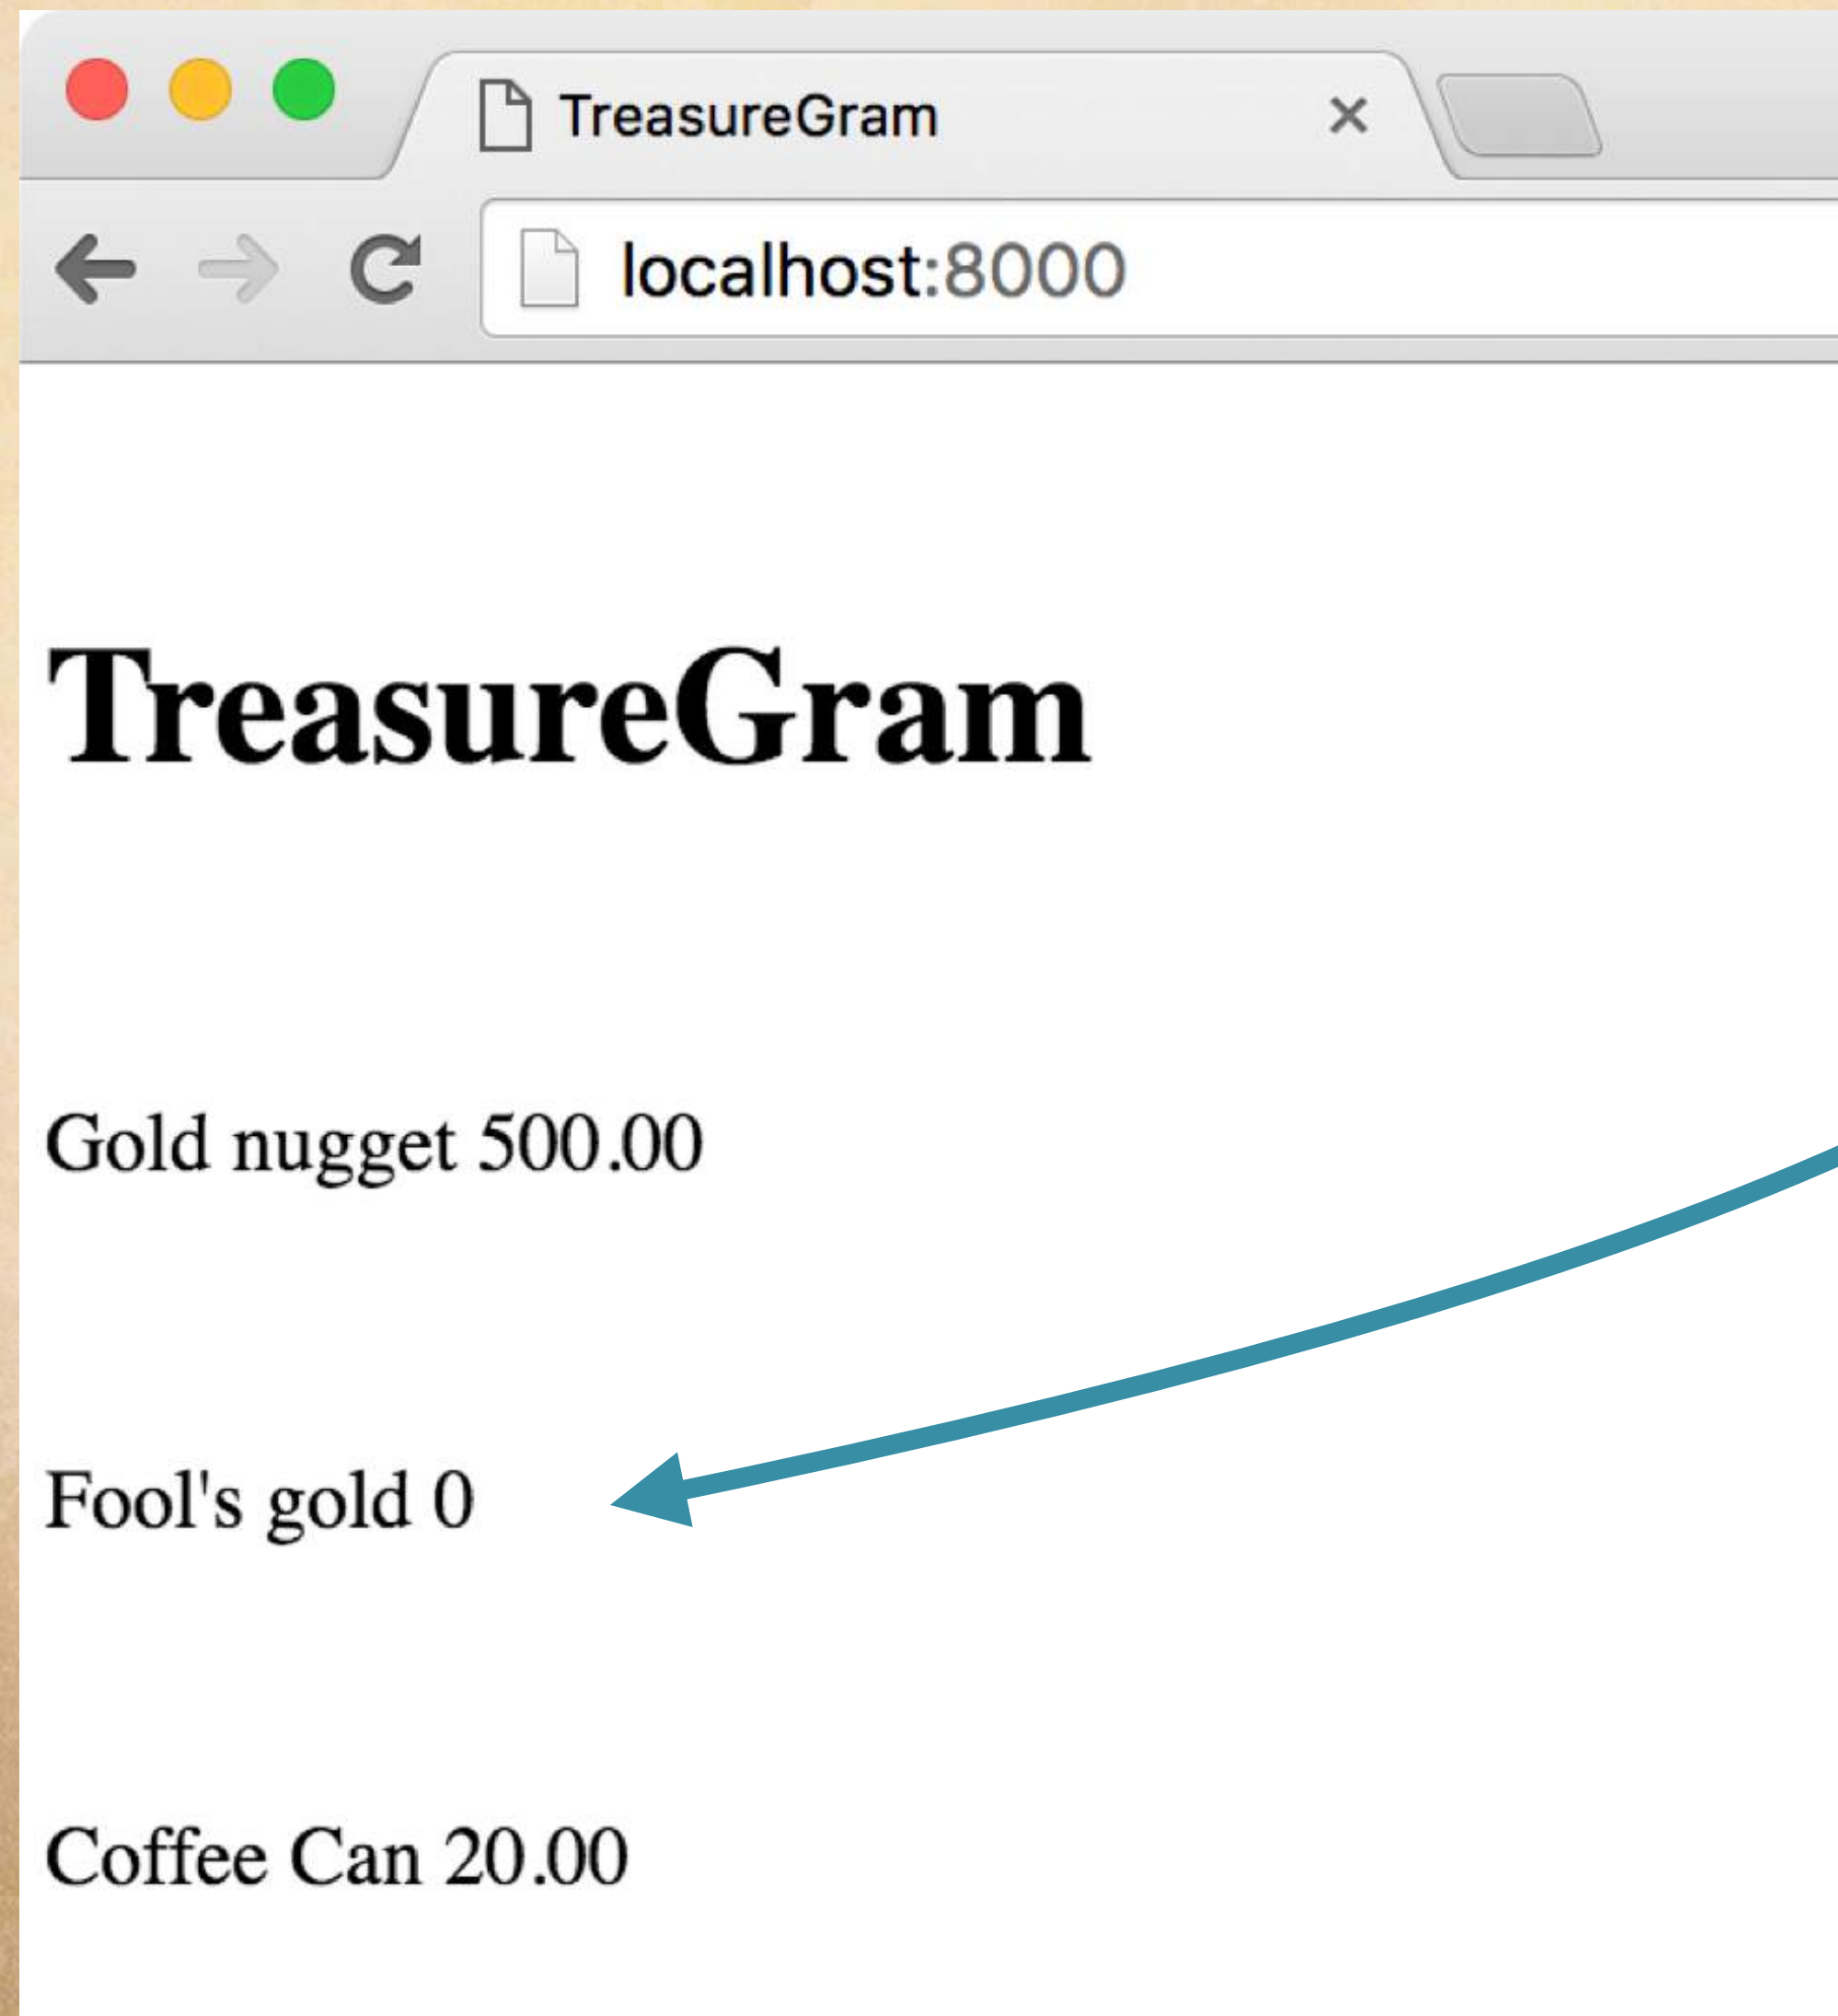 TreasureGram
localhost:8000
TreasureGram
Gold nugget 500.00
Fool's gold 0
Coffee Can 20.00